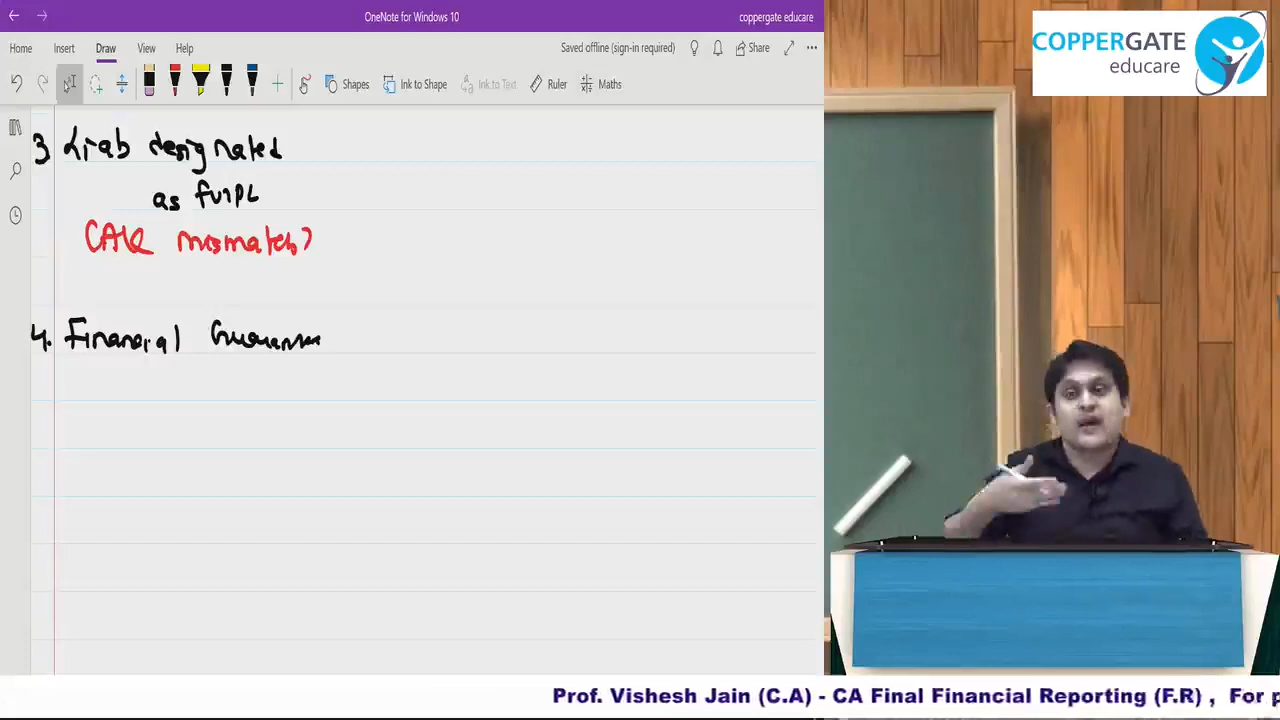 OneNote for Windows 10
coppergate educare
Home Insert Draw View Help
Saved offline (sign-in required)
Share
Shapes
Ink to Shape
Ink to Text
Ruler
Maths
COPPERGATE
educare
3 Liab designated
as FVTPL
mismatch?
4. Financial Guarantee
Prof. Vishesh Jain (C.A) - CA Final Financial Reporting (F.R) , For p